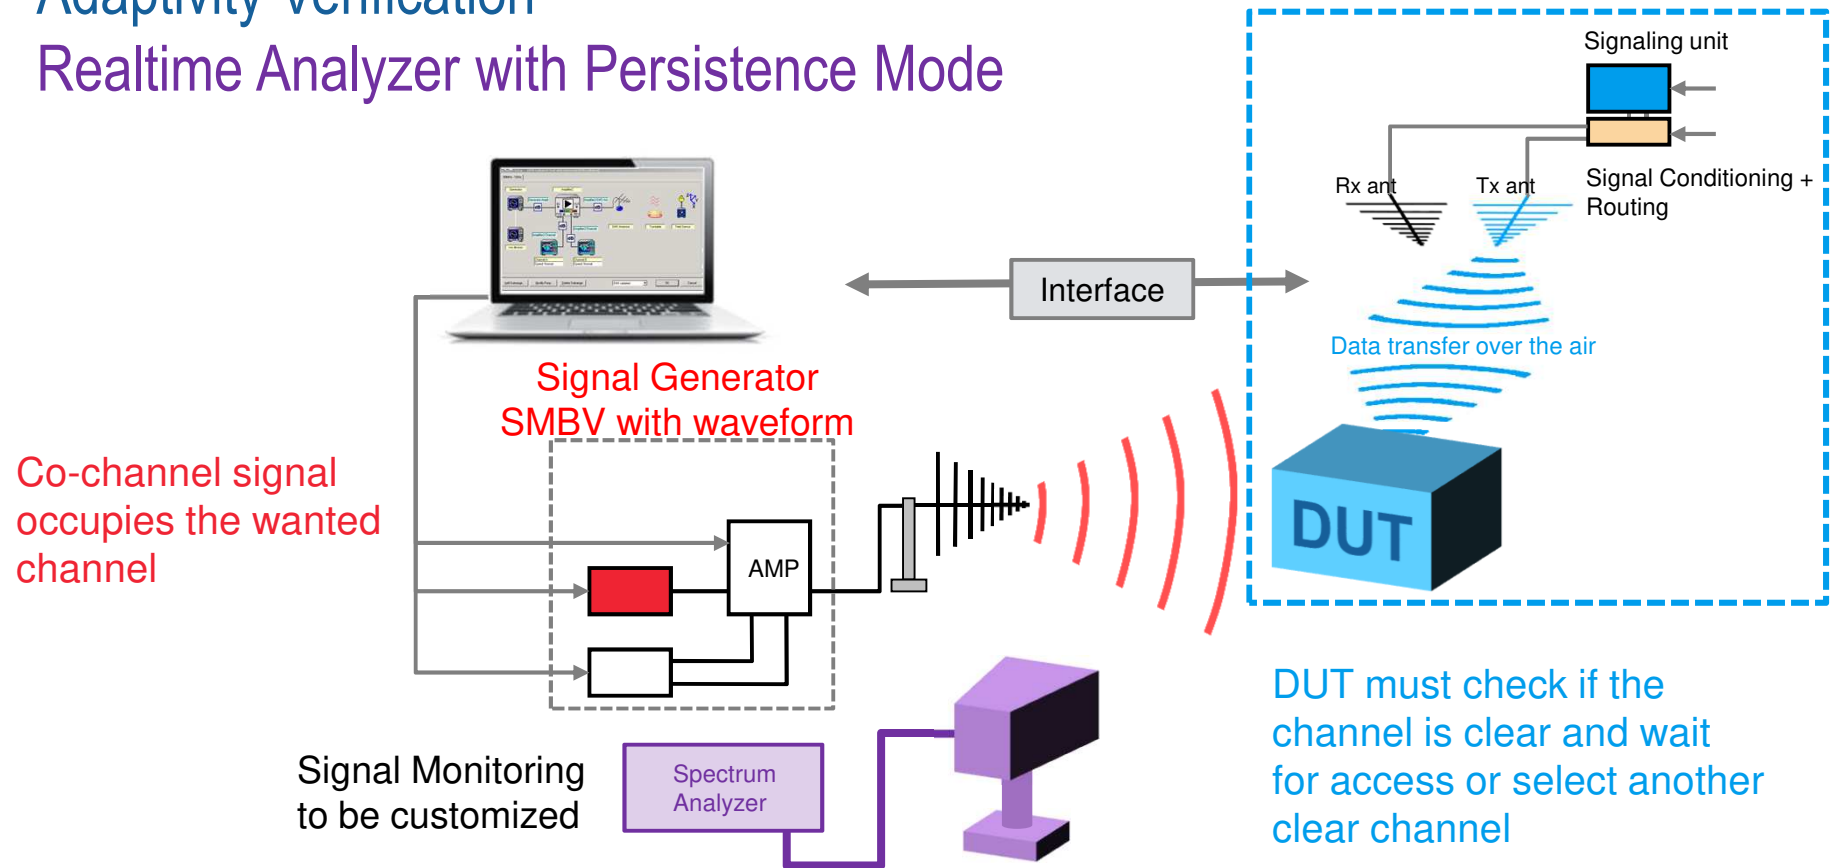 Adaptivity Verification
Realtime Analyzer with Persistence Mode
Signaling unit
Rx ant
Tx ant
Signal Conditioning +
Routing
Interface
Data transfer over the air
Signal Generator
SMBV with waveform
Co-channel signal
occupies the wanted
channel
AMP
DUT
Signal Monitoring
to be customized
Spectrum
Analyzer
DUT must check if the
channel is clear and wait
for access or select another
clear channel